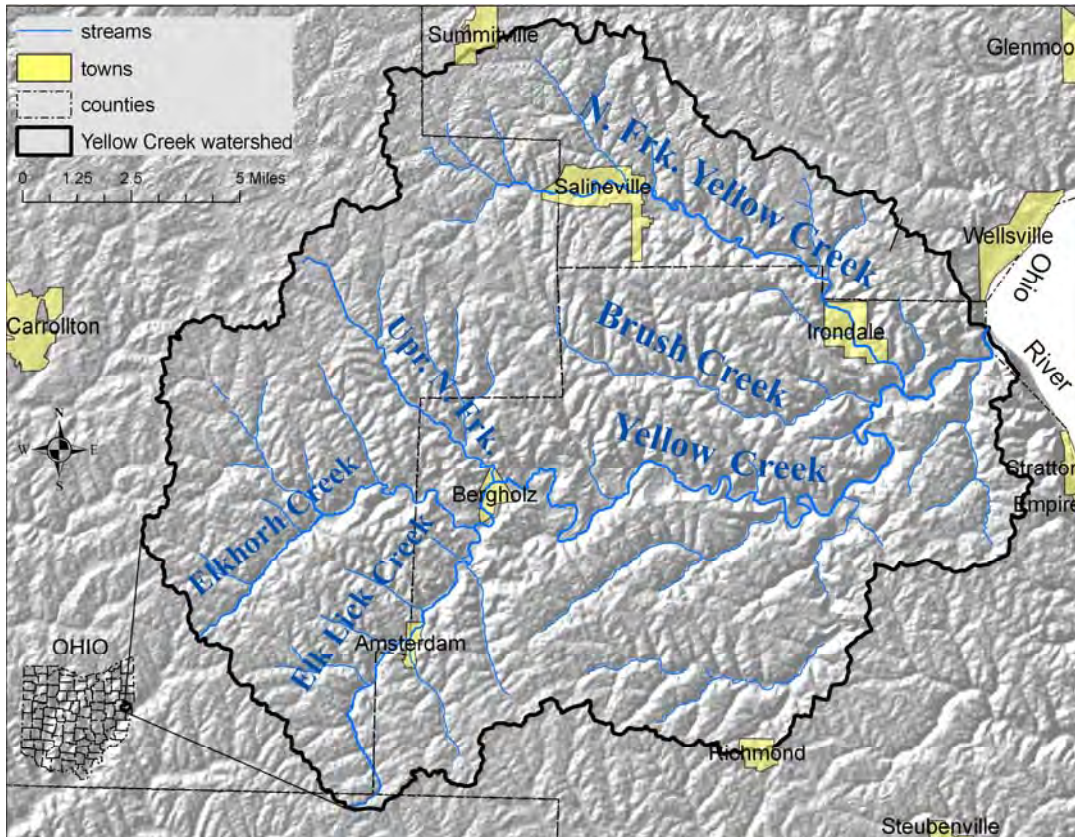 streams
towns
counties
Yellow Creek watershed
0 1.25 2.5 5 Miles
Summitville
Glenmoo
N. Frk. Yellow Creek
Salineville
Wellsville
Ohio
River
Carrollton
Irondale
Brush Creek
Upr. N. Frk.
Yellow Creek
N
W E
S
Bergholz
Stratton
Empire
Elkhorh Creek
Elk Lick Creek
Amsterdam
OHIO
Richmond
Steubenville